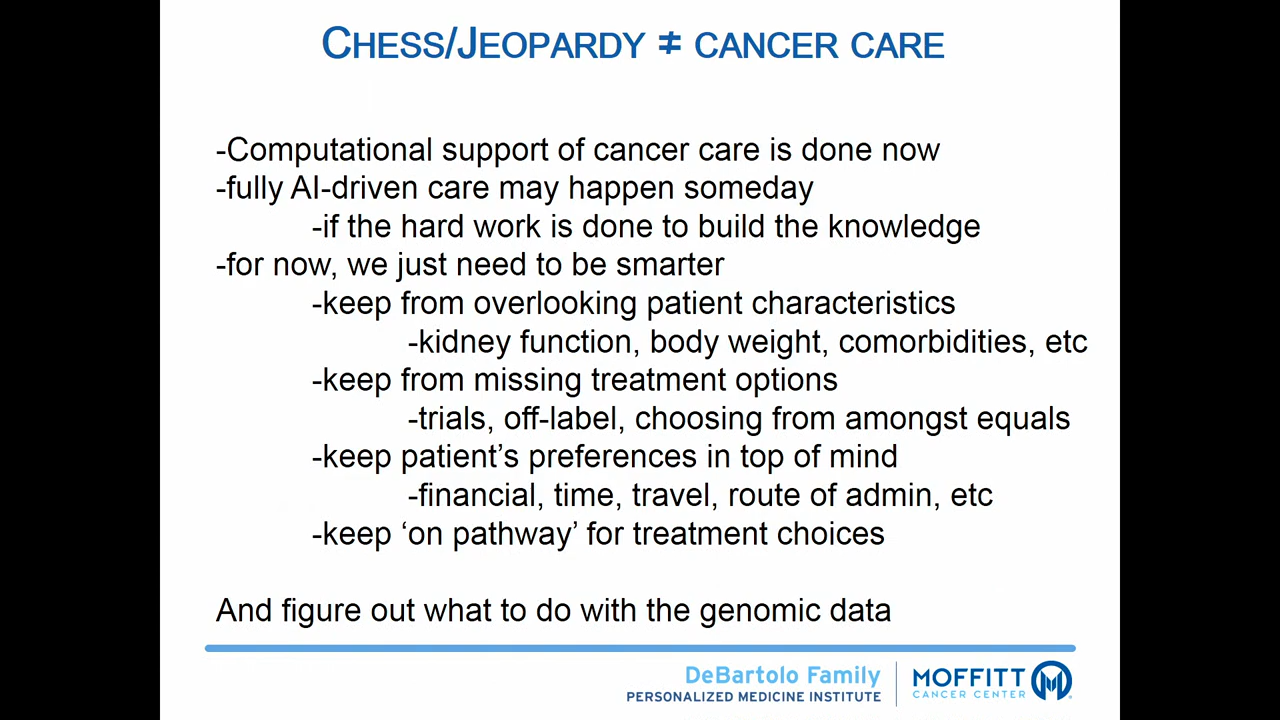 CHESS/JEOPARDY ≠ CANCER CARE
-Computational support of cancer care is done now
-fully AI-driven care may happen someday
-if the hard work is done to build the knowledge
-for now, we just need to be smarter
-keep from overlooking patient characteristics
-kidney function, body weight, comorbidities, etc
-keep from missing treatment options
-trials, off-label, choosing from amongst equals
-keep patient’s preferences in top of mind
-financial, time, travel, route of admin, etc
-keep ‘on pathway’ for treatment choices
And figure out what to do with the genomic data
DeBartolo Family
PERSONALIZED MEDICINE INSTITUTE
MOFFITT
CANCER CENTER